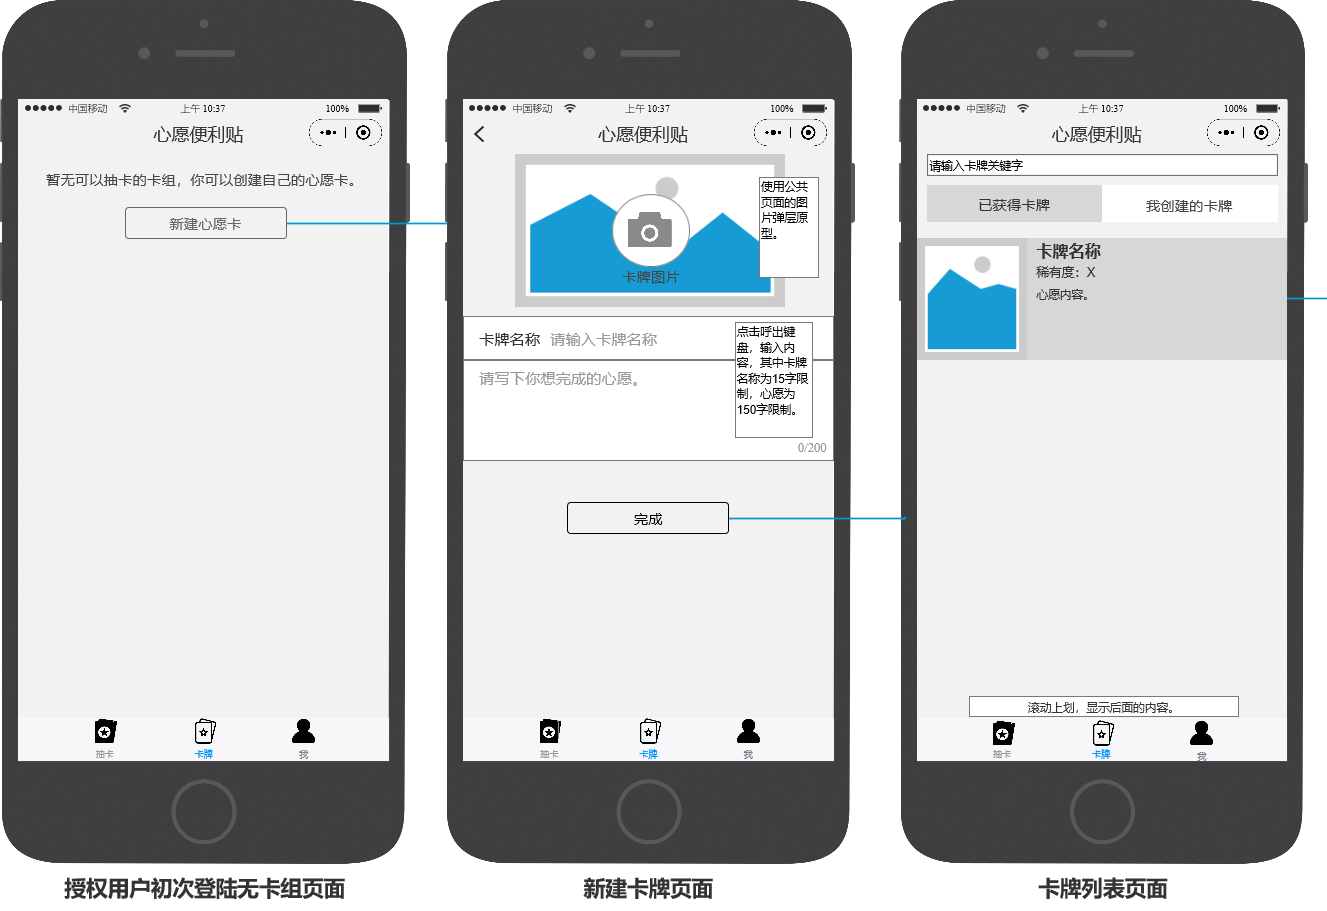 中国移动
上午 10:37
100%
心愿便利贴
暂无可以抽卡的卡组，你可以创建自己的心愿卡。
新建心愿卡
抽卡
卡牌
我
授权用户初次登陆无卡组页面
中国移动
上午 10:37
100%
心愿便利贴
使用公共
页面的图
片弹层原
型。
卡牌图片
卡牌名称 请输入卡牌名称
请写下你想完成的心愿。
点击呼出键
盘，输入内
容，其中卡牌
名称为15字限
制，心愿为
150字限制。
0/200
完成
抽卡
卡牌
我
新建卡牌页面
中国移动
上午 10:37
100%
心愿便利贴
请输入卡牌关键字
已获得卡牌
我创建的卡牌
卡牌名称
稀有度：X
心愿内容。
滚动上划，显示后面的内容。
抽卡
卡牌
我
卡牌列表页面